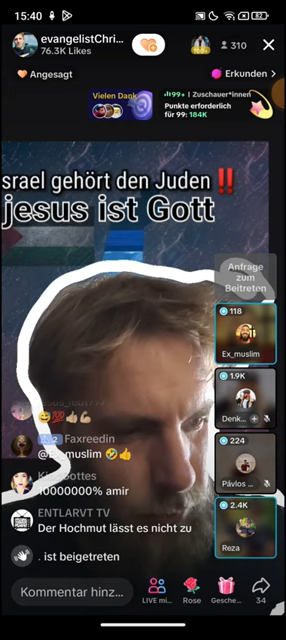 15:40
82
evangelistChri...
76.3K Likes
310
Angesagt
Erkunden
Vielen Dank
99+ | Zuschauer*innen
Punkte erforderlich
für 99: 184K
srael gehört den Juden‼️
jesus ist Gott
Anfrage
zum
Beitreten
118
Ex_muslim
1.9K
Denk...
224
Pávlos ...
2.4K
Reza
😅💯👍🏼💪🏼
Faxreedin
@Ex_muslim 🤣👍
10000000% amir
ENTLARVT TV
Der Hochmut lässt es nicht zu
. ist beigetreten
Kommentar hinz...
LIVE mi...
Rose
Gesche...
34